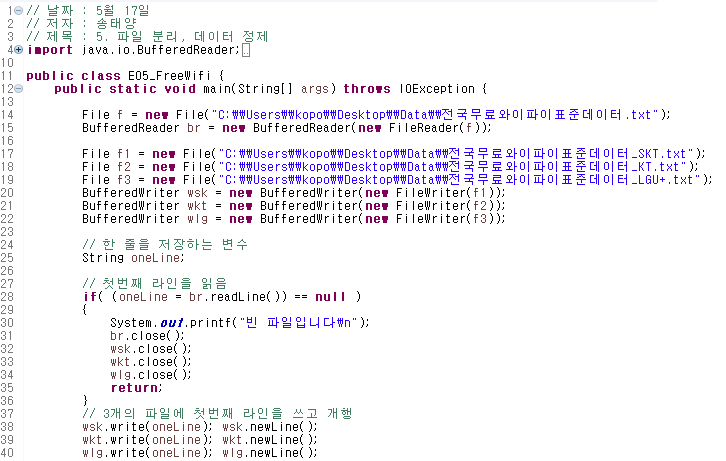 1 // 날짜 : 5월 17일
2 // 저자 : 송태양
3 // 제목 : 5. 파일 분리, 데이터 정제
4 import java.io.BufferedReader;
10
11 public class E05_FreeWifi {
12 public static void main(String[] args) throws IOException {
13
14 File f = new File("C:₩₩Users₩₩kopo₩₩Desktop₩₩Data₩₩전국무료와이파이표준데이터.txt");
15 BufferedReader br = new BufferedReader(new FileReader(f));
16
17 File f1 = new File("C:₩₩Users₩₩kopo₩₩Desktop₩₩Data₩₩전국무료와이파이표준데이터_SKT.txt");
18 File f2 = new File("C:₩₩Users₩₩kopo₩₩Desktop₩₩Data₩₩전국무료와이파이표준데이터_KT.txt");
19 File f3 = new File("C:₩₩Users₩₩kopo₩₩Desktop₩₩Data₩₩전국무료와이파이표준데이터_LGU+.txt");
20 BufferedWriter wsk = new BufferedWriter(new FileWriter(f1));
21 BufferedWriter wkt = new BufferedWriter(new FileWriter(f2));
22 BufferedWriter wlg = new BufferedWriter(new FileWriter(f3));
23
24 // 한 줄을 저장하는 변수
25 String oneLine;
26
27 // 첫번째 라인을 읽음
28 if( (oneLine = br.readLine()) == null )
29 {
30 System.out.printf("빈 파일입니다₩n");
31 br.close();
32 wsk.close();
33 wkt.close();
34 wlg.close();
35 return;
36 }
37 // 3개의 파일에 첫번째 라인을 쓰고 개행
38 wsk.write(oneLine); wsk.newLine();
39 wkt.write(oneLine); wkt.newLine();
40 wlg.write(oneLine); wlg.newLine();